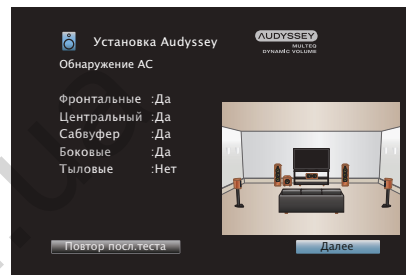 Установка Audyssey
AUDYSSEY
MULTEQ
DYNAMIC VOLUME
Обнаружение АС
Фронтальные :Да
Центральный :Да
Сабвуфер :Да
Боковые :Да
Тыловые :Нет
Повтор посл.теста
Далее